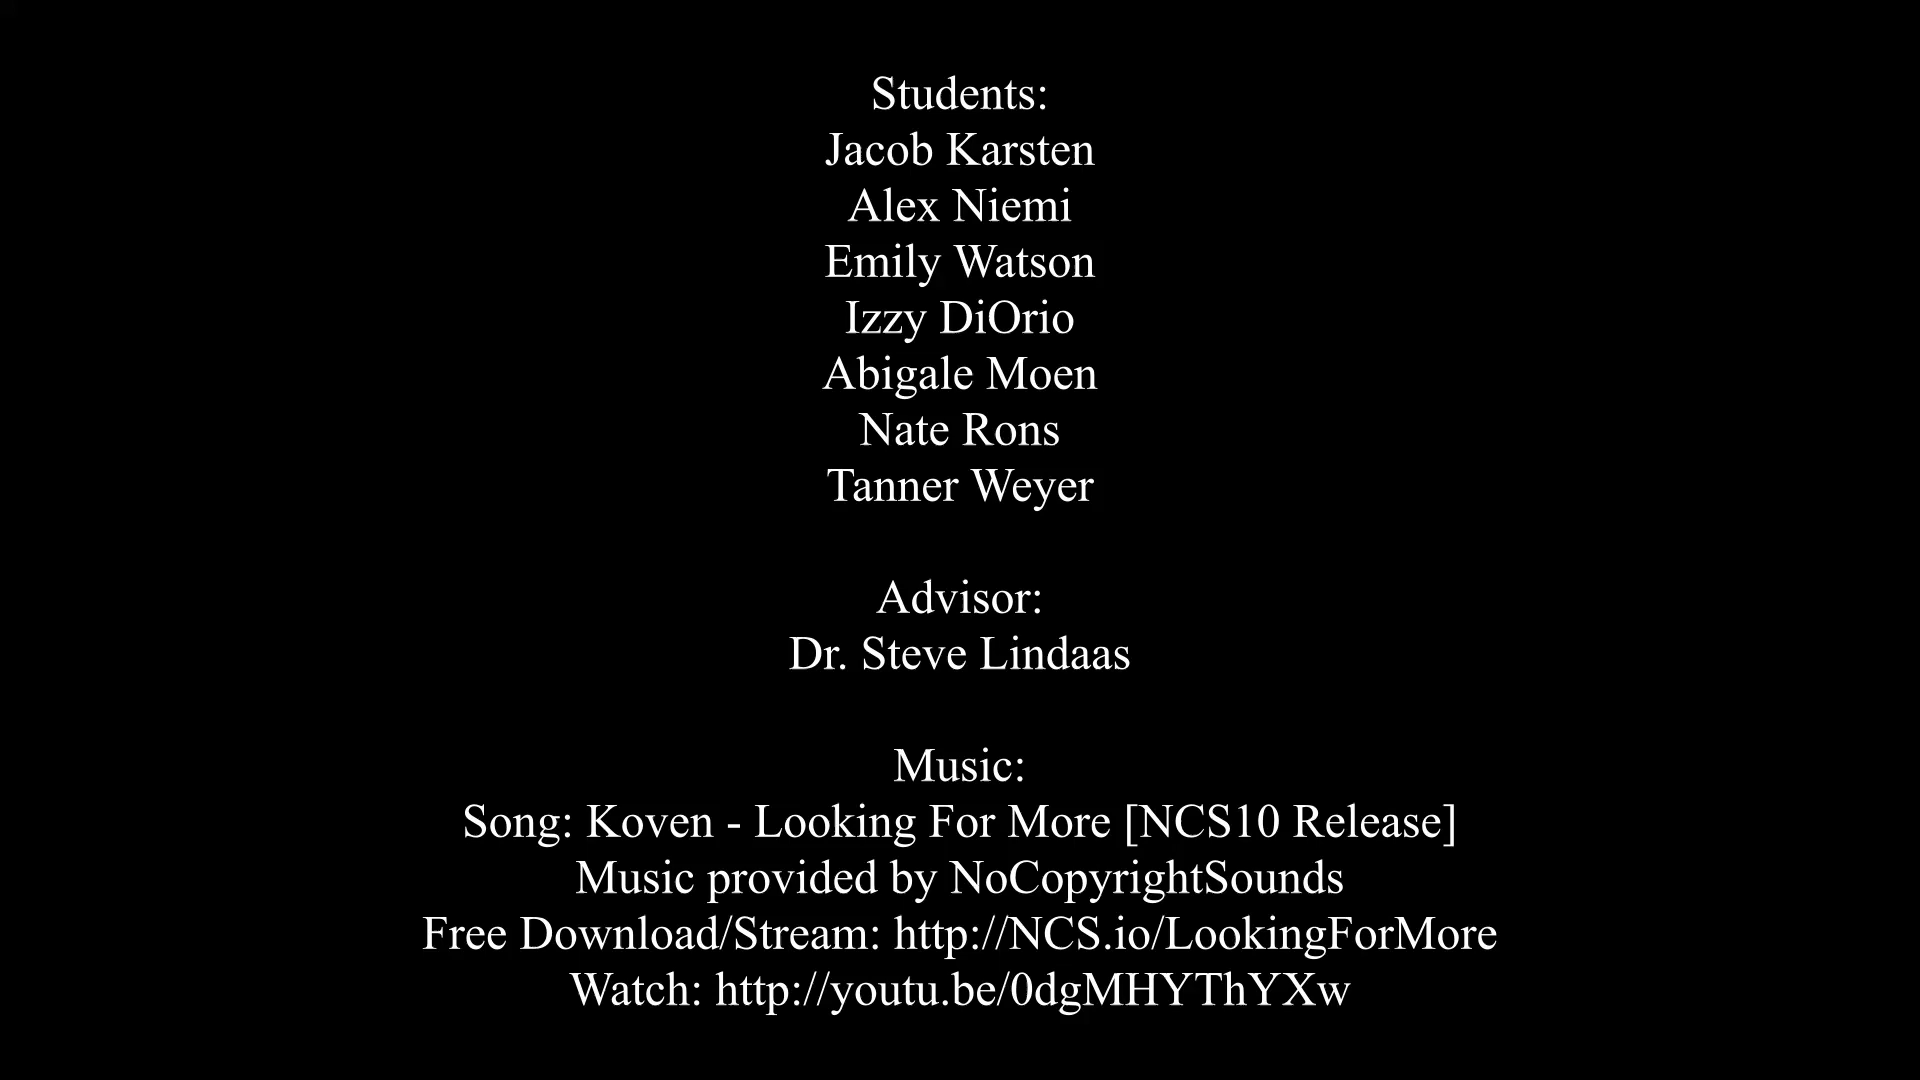 Students:
Jacob Karsten
Alex Niemi
Emily Watson
Izzy DiOrio
Abigale Moen
Nate Rons
Tanner Weyer
Advisor:
Dr. Steve Lindaas
Music:
Song: Koven - Looking For More [NCS10 Release]
Music provided by NoCopyrightSounds
Free Download/Stream: http://NCS.io/LookingForMore
Watch: http://youtu.be/0dgMHYThYXw